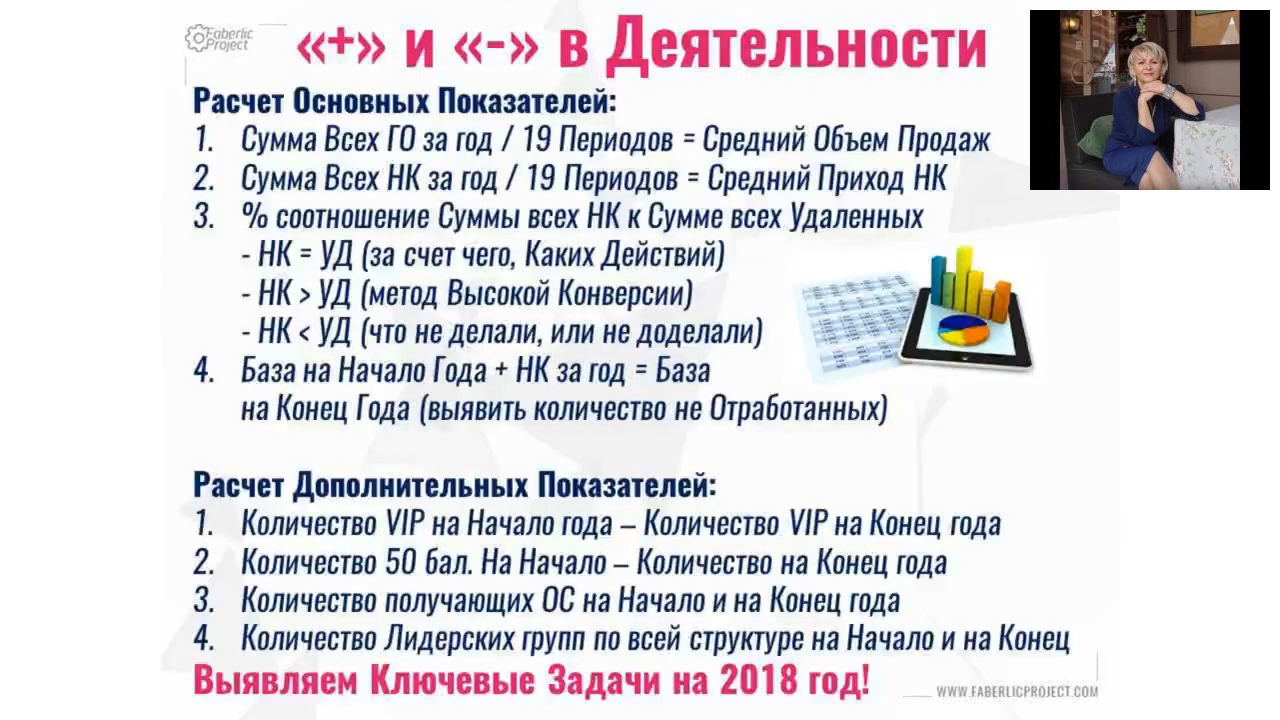 Faberlic
Project
«+» и «-» в Деятельности
Расчет Основных Показателей:
1. Сумма Всех ГО за год / 19 Периодов = Средний Объем Продаж
2. Сумма Всех НК за год / 19 Периодов = Средний Приход НК
3. % соотношение Суммы всех НК к Сумме всех Удаленных
- НК = УД (за счет чего, Каких Действий)
- НК > УД (метод Высокой Конверсии)
- НК < УД (что не делали, или не доделали)
4. База на Начало Года + НК за год = База
на Конец Года (выявить количество не Отработанных)
Расчет Дополнительных Показателей:
1. Количество VIP на Начало года – Количество VIP на Конец года
2. Количество 50 бал. На Начало – Количество на Конец года
3. Количество получающих ОС на Начало и на Конец года
4. Количество Лидерских групп по всей структуре на Начало и на Конец
Выявляем Ключевые Задачи на 2018 год!
WWW.FABERLICPROJECT.COM